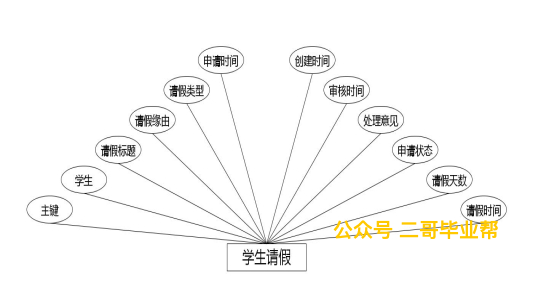 申请时间 创建时间
请假类型 审核时间
请假缘由 处理意见
请假标题 申请状态
学生 请假天数
主键 请假时间
公众号 二哥毕业帮
学生请假